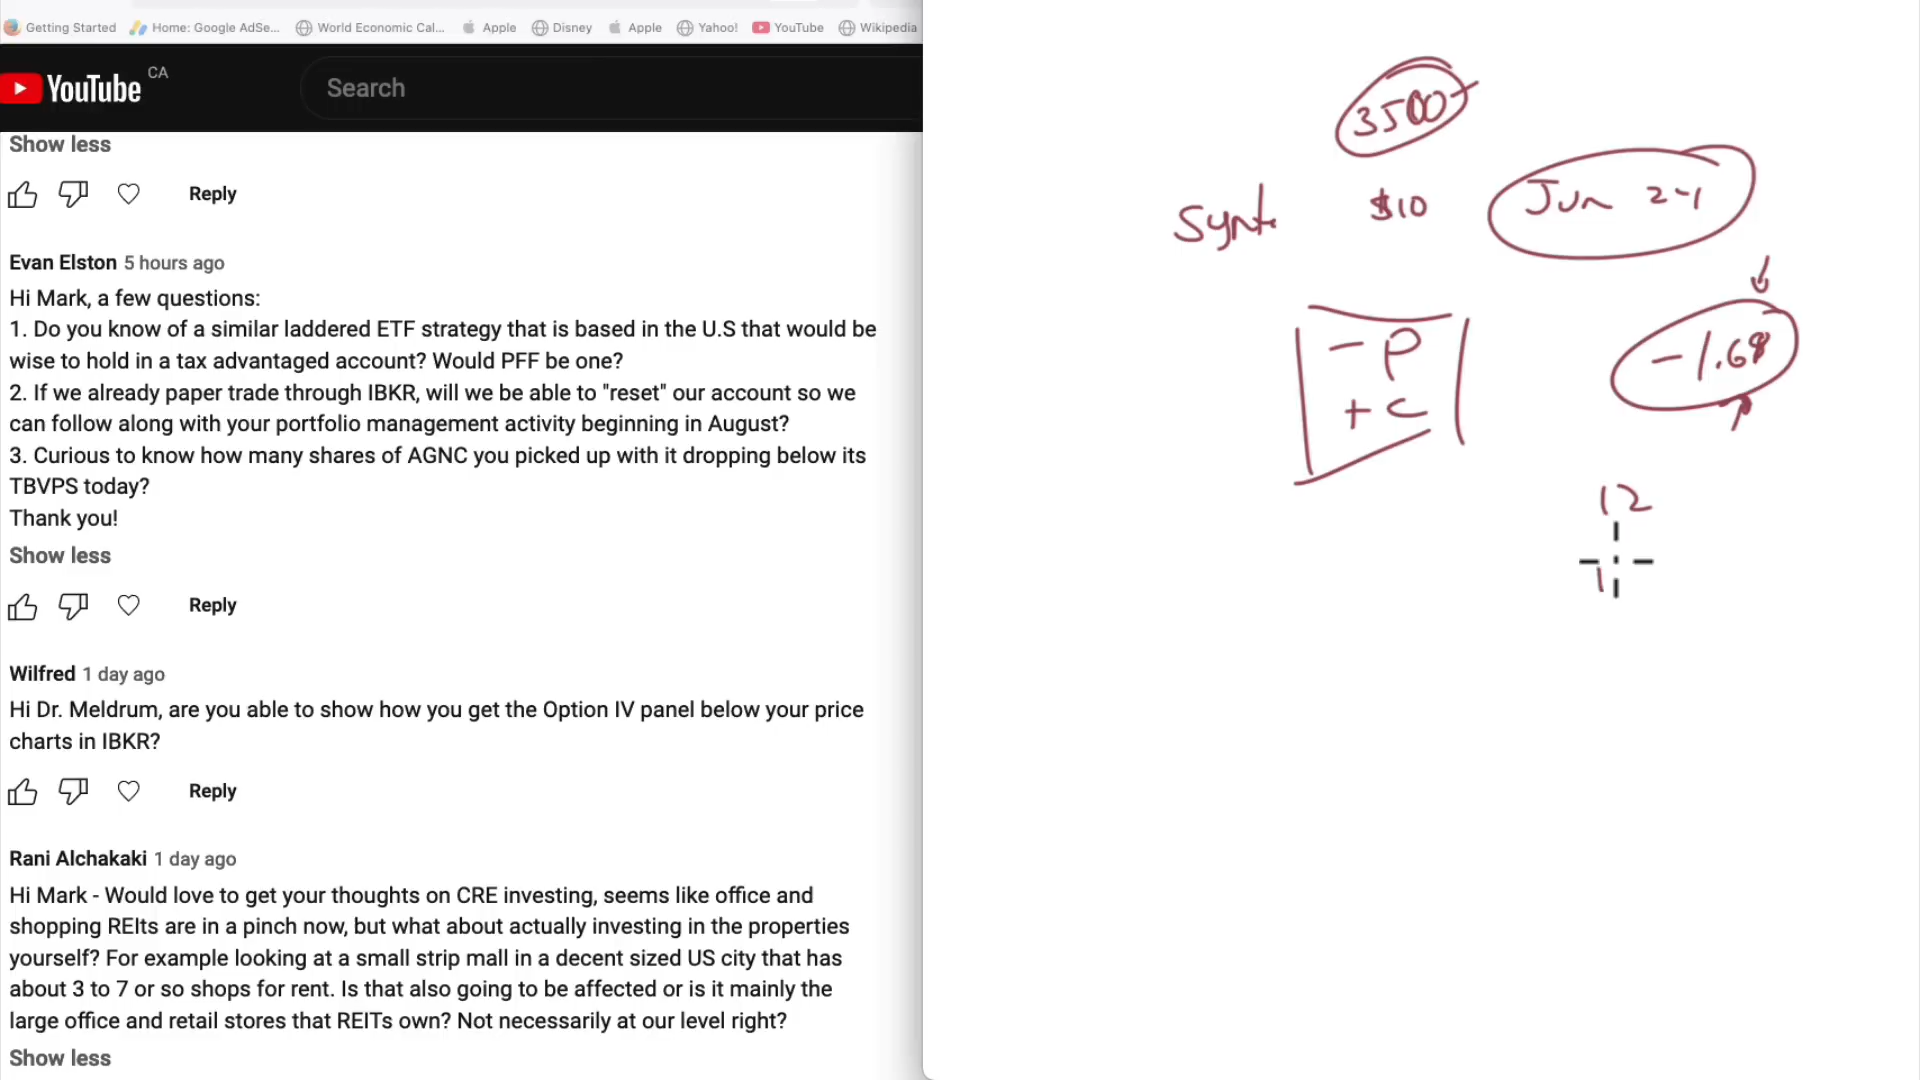 Getting Started Home: Google AdSe... World Economic Cal... Apple Disney Apple Yahoo! YouTube Wikipedia
YouTube CA Search
Show less
Reply
Evan Elston 5 hours ago
Hi Mark, a few questions:
1. Do you know of a similar laddered ETF strategy that is based in the U.S that would be
wise to hold in a tax advantaged account? Would PFF be one?
2. If we already paper trade through IBKR, will we be able to "reset" our account so we
can follow along with your portfolio management activity beginning in August?
3. Curious to know how many shares of AGNC you picked up with it dropping below its
TBVPS today?
Thank you!
Show less
Reply
Wilfred 1 day ago
Hi Dr. Meldrum, are you able to show how you get the Option IV panel below your price
charts in IBKR?
Reply
Rani Alchakaki 1 day ago
Hi Mark - Would love to get your thoughts on CRE investing, seems like office and
shopping REIts are in a pinch now, but what about actually investing in the properties
yourself? For example looking at a small strip mall in a decent sized US city that has
about 3 to 7 or so shops for rent. Is that also going to be affected or is it mainly the
large office and retail stores that REITs own? Not necessarily at our level right?
Show less
3500
Synt. $10 Jun 24
- P
+ C
-1.68
12
1